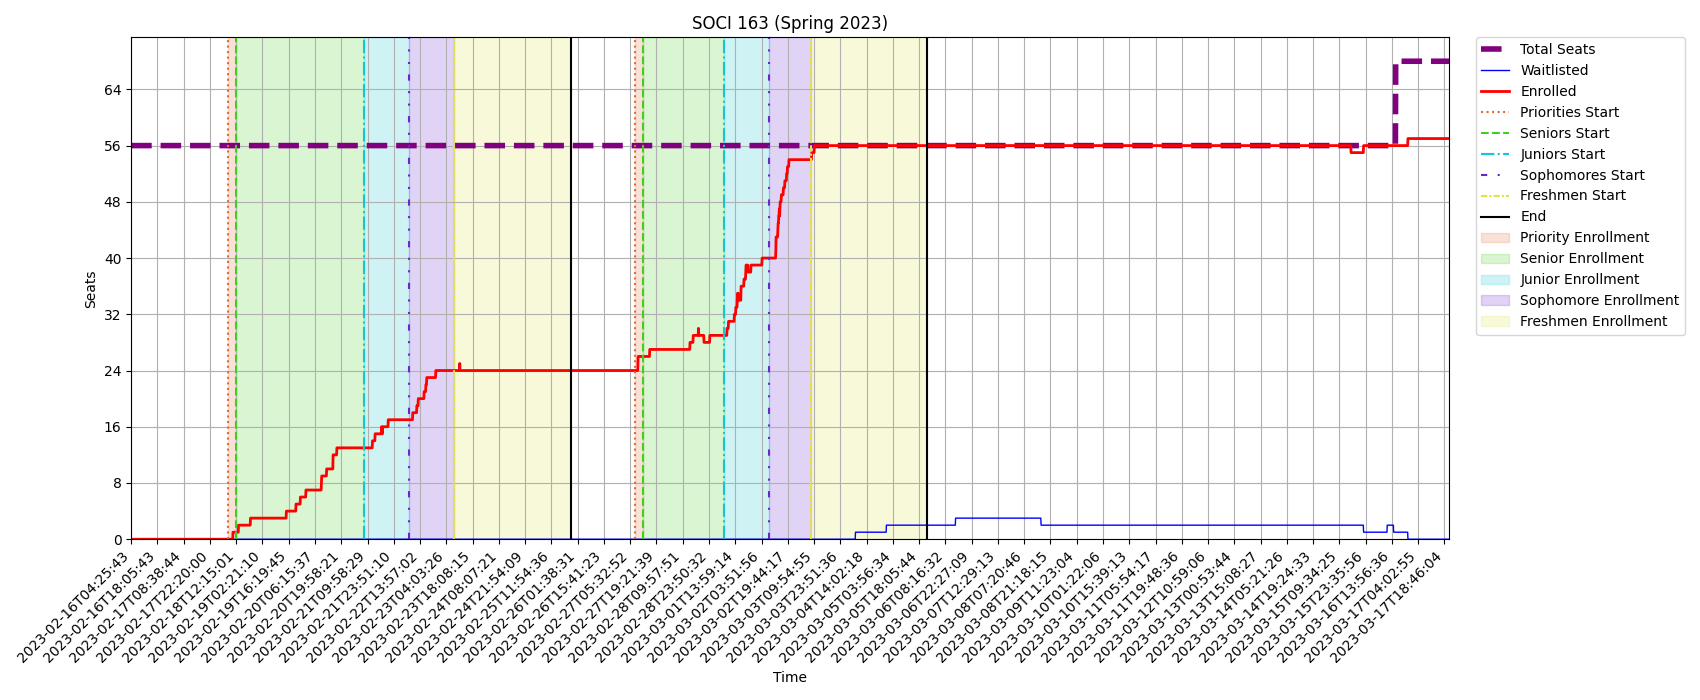 SOCI 163 (Spring 2023)
Total Seats
Waitlisted
Enrolled
Priorities Start
Seniors Start
Juniors Start
Sophomores Start
Freshmen Start
End
Priority Enrollment
Senior Enrollment
Junior Enrollment
Sophomore Enrollment
Freshmen Enrollment
Seats
64
56
48
40
32
24
16
8
0
2023-02-16T04:25:43
2023-02-16T18:05:43
2023-02-17T08:38:44
2023-02-17T22:20:00
2023-02-18T12:15:01
2023-02-19T02:21:10
2023-02-19T16:19:45
2023-02-20T06:15:37
2023-02-20T19:58:21
2023-02-21T09:58:29
2023-02-21T23:51:10
2023-02-22T13:57:02
2023-02-23T04:03:26
2023-02-23T18:08:15
2023-02-24T08:07:21
2023-02-24T21:54:09
2023-02-25T11:54:36
2023-02-26T01:38:31
2023-02-26T15:41:23
2023-02-27T05:32:52
2023-02-27T19:21:39
2023-02-28T09:57:51
2023-02-28T23:50:32
2023-03-01T13:59:14
2023-03-02T03:51:56
2023-03-02T19:44:17
2023-03-03T09:54:55
2023-03-03T23:51:36
2023-03-04T14:02:18
2023-03-05T03:56:34
2023-03-05T18:05:44
2023-03-06T08:16:32
2023-03-06T22:27:09
2023-03-07T12:29:13
2023-03-08T07:20:46
2023-03-08T21:18:15
2023-03-09T11:23:04
2023-03-10T01:22:06
2023-03-10T15:39:13
2023-03-11T05:54:17
2023-03-11T19:48:36
2023-03-12T10:59:06
2023-03-13T00:53:44
2023-03-13T15:08:27
2023-03-14T05:21:26
2023-03-14T19:24:33
2023-03-15T09:34:25
2023-03-15T23:35:56
2023-03-16T13:56:36
2023-03-17T04:02:55
2023-03-17T18:46:04
Time